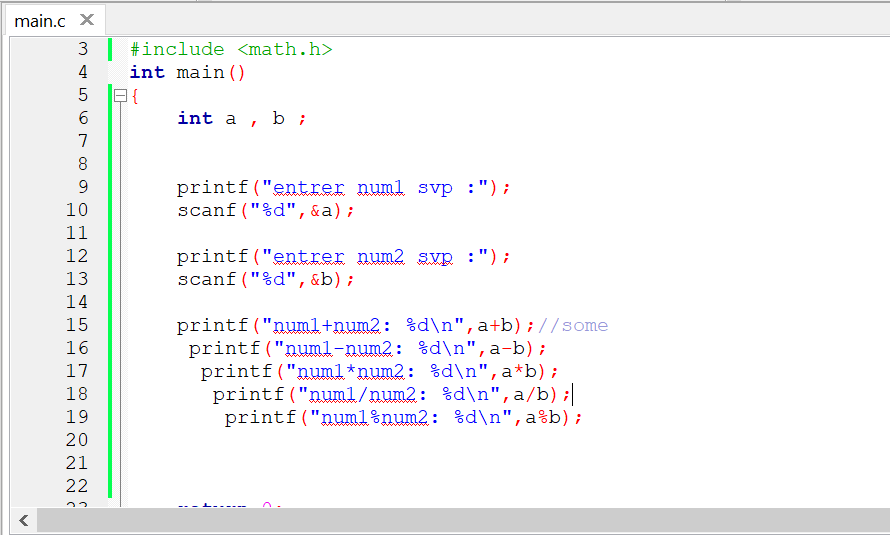 main.c ×
3 #include <math.h>
4 int main()
5 {
6 int a , b ;
7
8
9 printf("entrer num1 svp :");
10 scanf("%d",&a);
11
12 printf("entrer num2 svp :");
13 scanf("%d",&b);
14
15 printf("num1+num2: %d\n",a+b);//some
16 printf("num1-num2: %d\n",a-b);
17 printf("num1*num2: %d\n",a*b);
18 printf("num1/num2: %d\n",a/b);
19 printf("num1%num2: %d\n",a%b);
20
21
22
23 return 0;